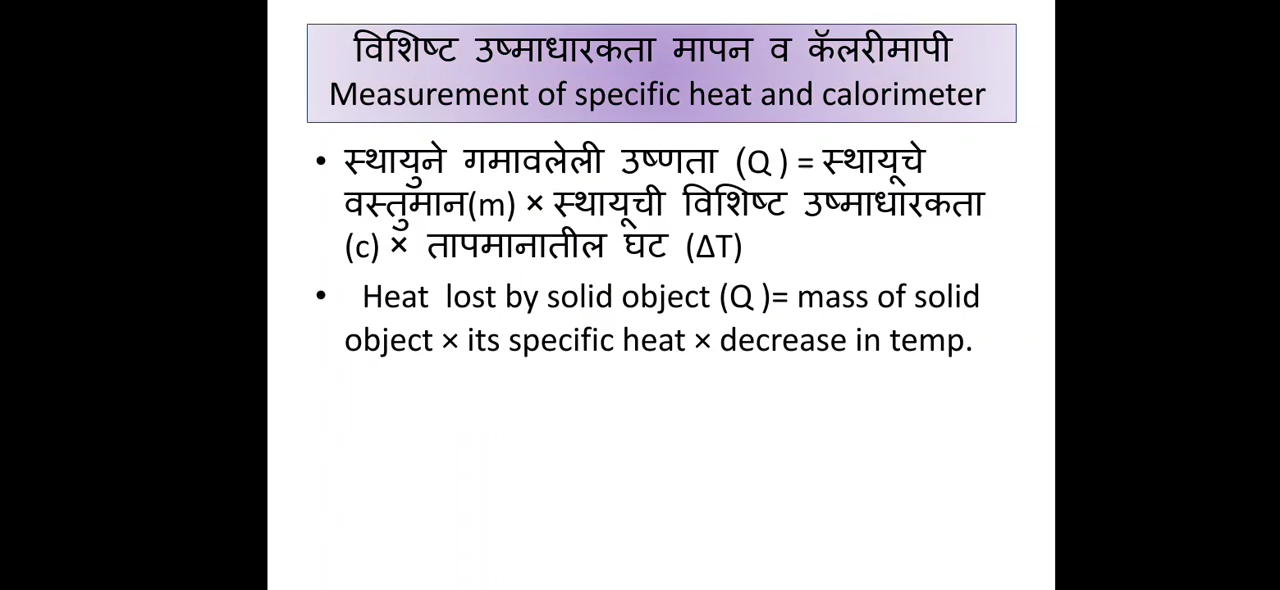 विशिष्ट उष्माधारकता मापन व कॅलरीमापी
Measurement of specific heat and calorimeter
• स्थायुने गमावलेली उष्णता (Q ) = स्थायूचे
वस्तुमान(m) × स्थायूची विशिष्ट उष्माधारकता
(c) × तापमानातील घट (ΔT)
• Heat lost by solid object (Q )= mass of solid
object × its specific heat × decrease in temp.